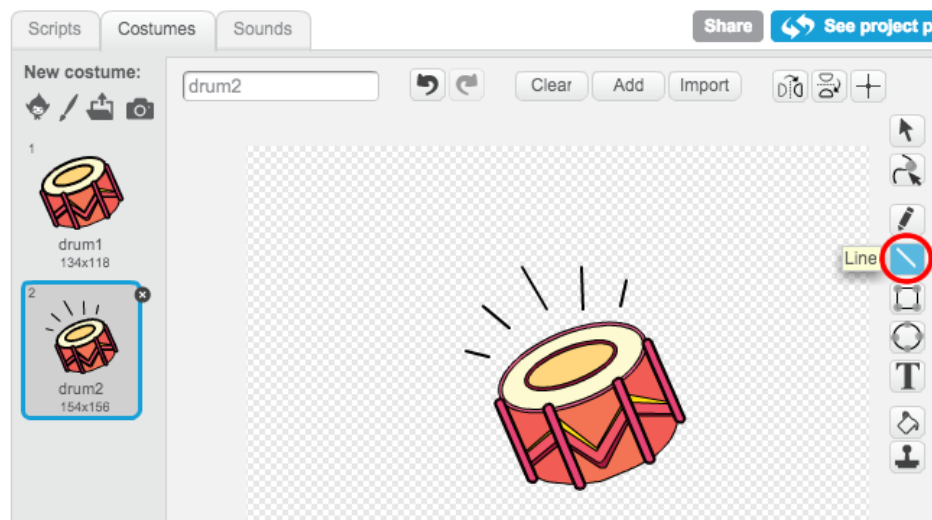 Scripts Costumes Sounds Share See project p
New costume:
drum2 Clear Add Import
1
drum1
134x118
Line
2
drum2
154x156
T